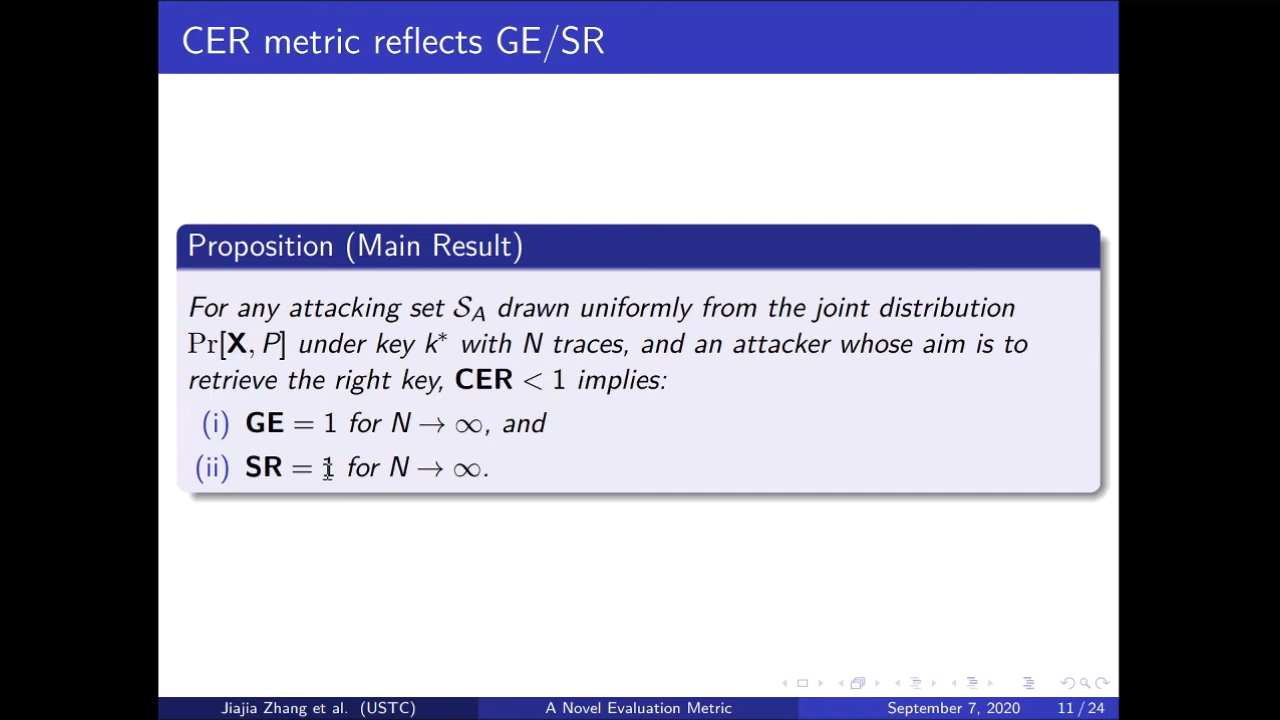 CER metric reflects GE/SR
Proposition (Main Result)
For any attacking set 𝒮_A drawn uniformly from the joint distribution
Pr[X, P] under key k* with N traces, and an attacker whose aim is to
retrieve the right key, CER < 1 implies:
(i) GE = 1 for N → ∞, and
(ii) SR = 1 for N → ∞.
Jiajia Zhang et al. (USTC) A Novel Evaluation Metric September 7, 2020 11 / 24